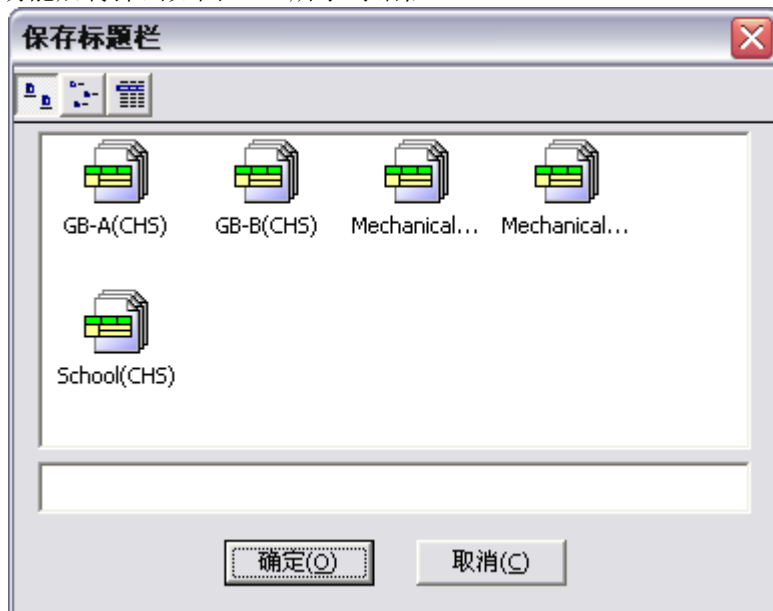 保存标题栏
GB-A(CHS) GB-B(CHS) Mechanical... Mechanical...
School(CHS)
确定(O) 取消(C)